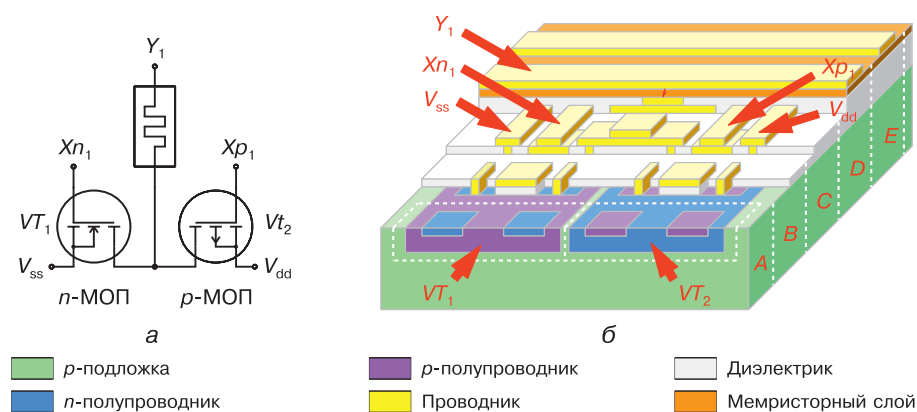 Y1
Xn1
Xp1
VT1
Vt2
Vss
Vdd
n-МОП
p-МОП
а
Y1
Xn1
Vss
Xp1
Vdd
A
B
C
D
E
VT1
VT2
б
p-подложка
n-полупроводник
p-полупроводник
Проводник
Диэлектрик
Мемристорный слой